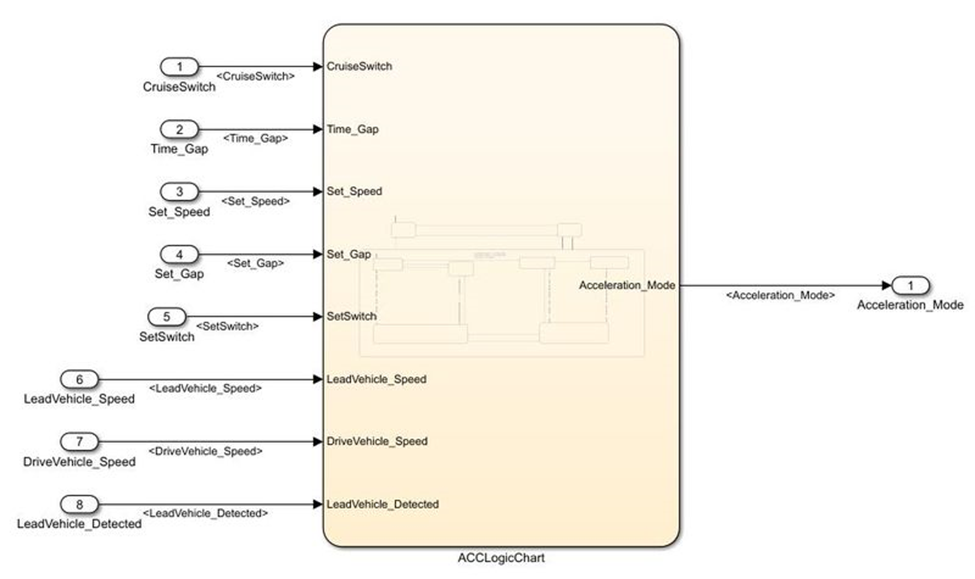 1
<CruiseSwitch>
CruiseSwitch
CruiseSwitch
2
<Time_Gap>
Time_Gap
Time_Gap
3
<Set_Speed>
Set_Speed
Set_Speed
4
<Set_Gap>
Set_Gap
Set_Gap
5
<SetSwitch>
SetSwitch
SetSwitch
6
<LeadVehicle_Speed>
LeadVehicle_Speed
LeadVehicle_Speed
7
<DriveVehicle_Speed>
DriveVehicle_Speed
DriveVehicle_Speed
8
<LeadVehicle_Detected>
LeadVehicle_Detected
LeadVehicle_Detected
Acceleration_Mode
<Acceleration_Mode>
1
Acceleration_Mode
ACCLogicChart